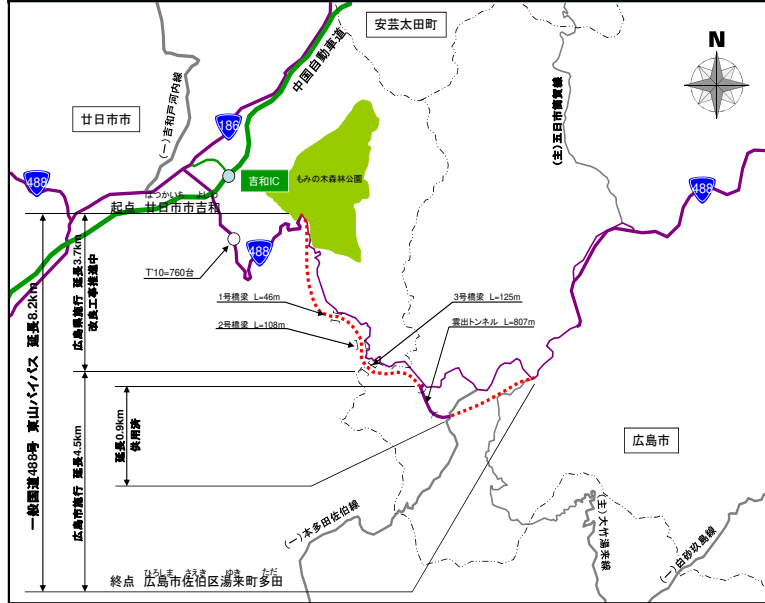 安芸太田町
N
中国自動車道
(一)吉和戸河内線
廿日市市
186
(主)五日市筒賀線
488
吉和IC
もみの木森林公園
488
はつかいち よしわ
起点 廿日市市吉和
488
T'10=760台
1号橋梁 L=46m
3号橋梁 L=125m
2号橋梁 L=108m
雲出トンネル L=807m
一般国道488号 東山バイパス 延長8.2km
広島県施行 延長3.7km
改良工事推進中
広島市施行 延長4.5km
延長0.9km
供用済
広島市
(一)本多田佐伯線
(主)大竹湯来線
(一)白砂玖島線
ひろしま さえき ゆき ただ
終点 広島市佐伯区湯来町多田